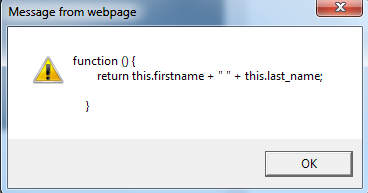 Message from webpage
function () {
return this.firstname + " " + this.last_name;
}
OK